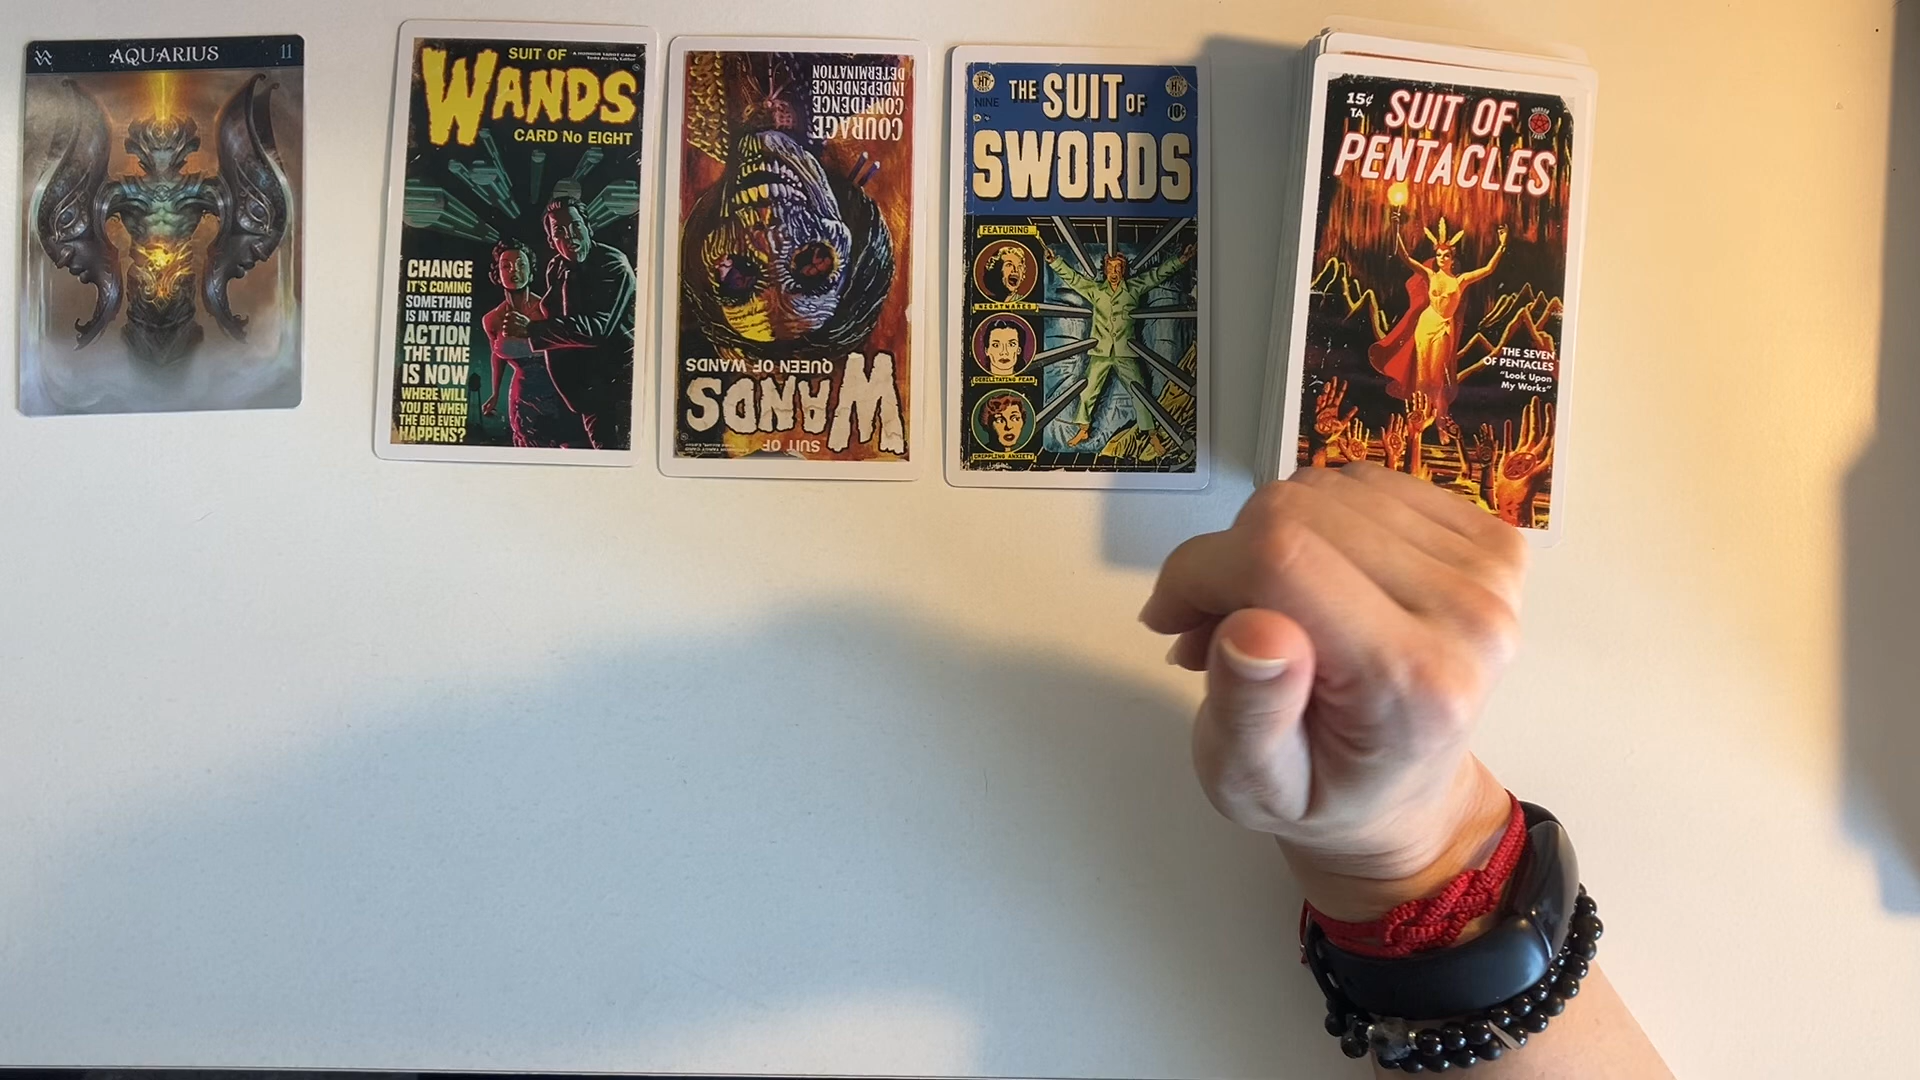 AQUARIUS 11
SUIT OF
WANDS
CARD No EIGHT
CHANGE
IT'S COMING
SOMETHING
IS IN THE AIR
ACTION
THE TIME
IS NOW
WHERE WILL
YOU BE WHEN
THE BIG EVENT
HAPPENS?
SUIT OF
WANDS
QUEEN OF WANDS
COURAGE
CONFIDENCE
INDEPENDENCE
DETERMINATION
NINE
10¢
THE SUIT OF
SWORDS
FEATURING
NIGHTMARES
DEBILITATING FEAR
CRIPPLING ANXIETY
15¢
TA
SUIT OF
PENTACLES
THE SEVEN
OF PENTACLES
"Look Upon
My Works"